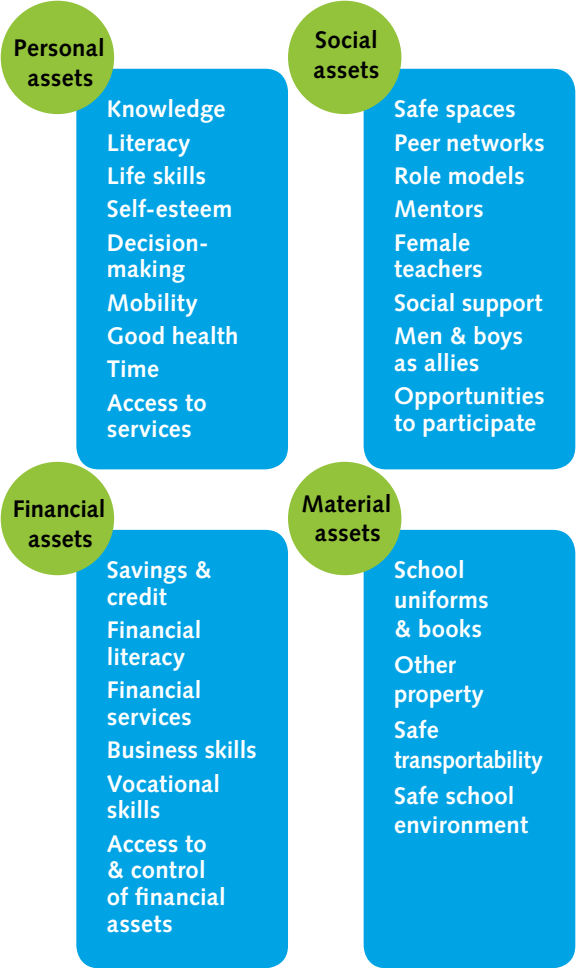 Personal
assets
Knowledge
Literacy
Life skills
Self-esteem
Decision-
making
Mobility
Good health
Time
Access to
services
Social
assets
Safe spaces
Peer networks
Role models
Mentors
Female
teachers
Social support
Men & boys
as allies
Opportunities
to participate
Financial
assets
Savings &
credit
Financial
literacy
Financial
services
Business skills
Vocational
skills
Access to
& control
of financial
assets
Material
assets
School
uniforms
& books
Other
property
Safe
transportability
Safe school
environment